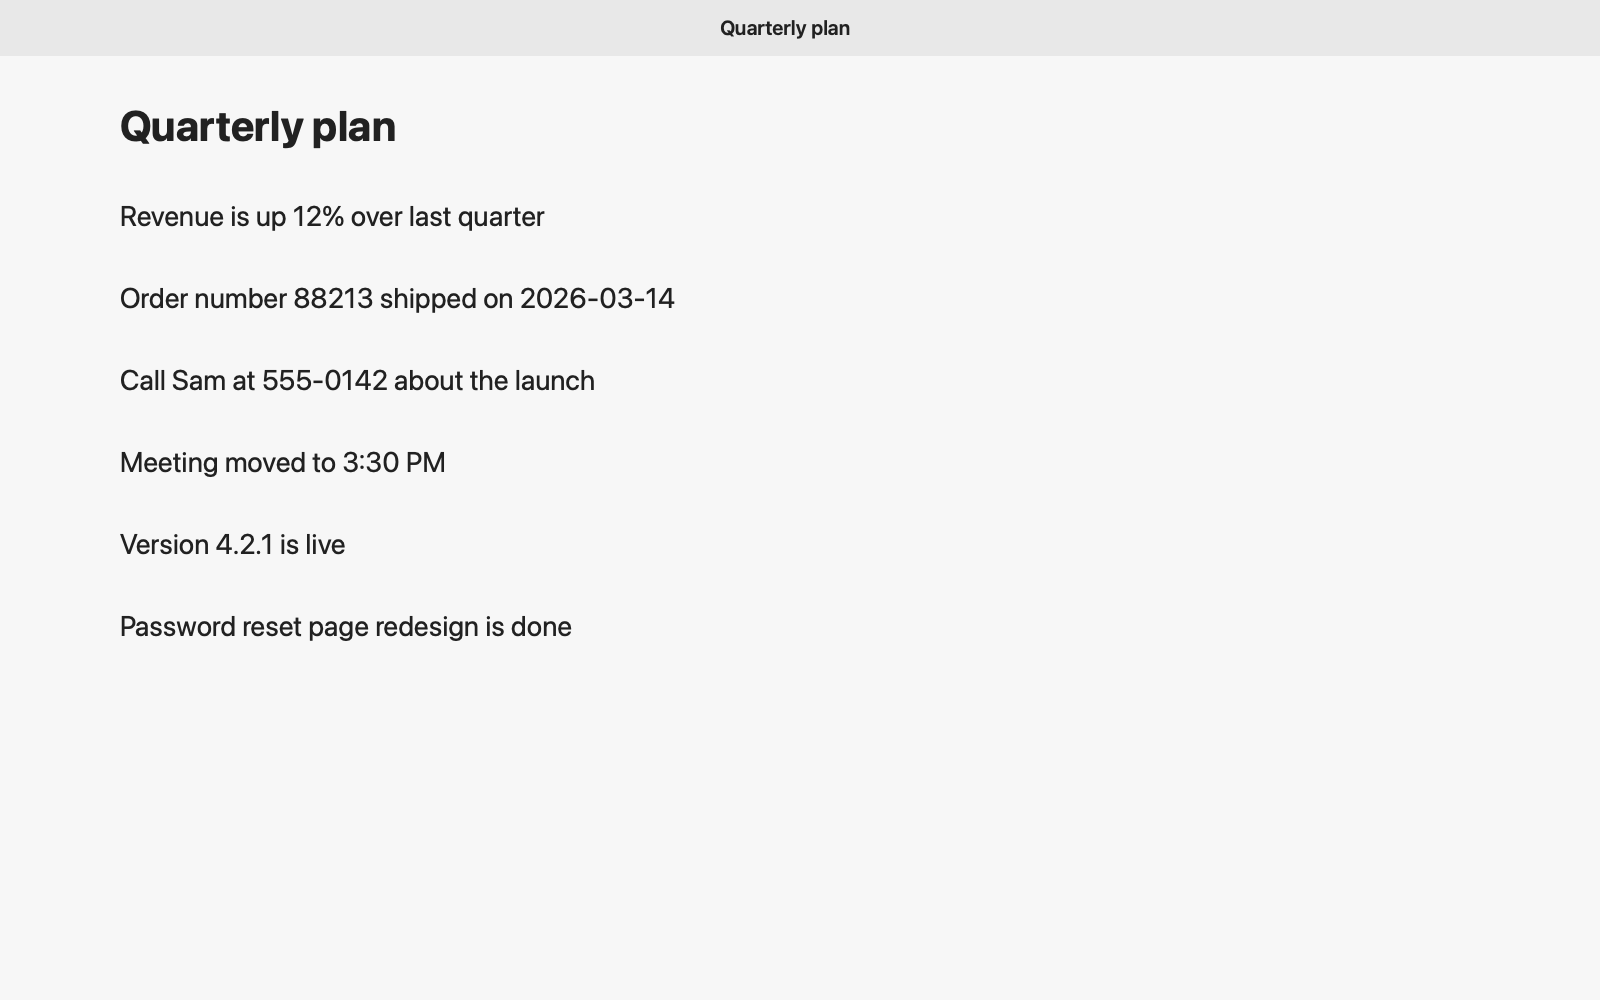 Quarterly plan
Quarterly plan
Revenue is up 12% over last quarter
Order number 88213 shipped on 2026-03-14
Call Sam at 555-0142 about the launch
Meeting moved to 3:30 PM
Version 4.2.1 is live
Password reset page redesign is done